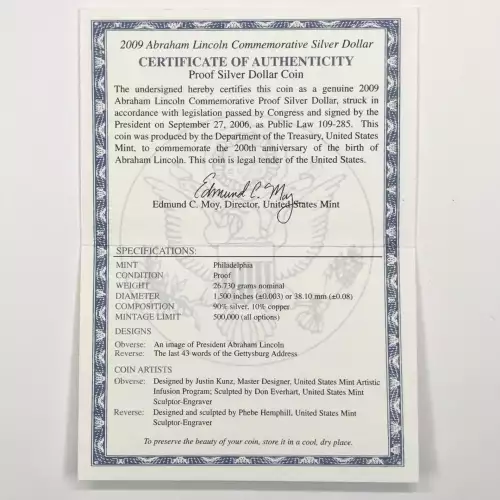 2009 Abraham Lincoln Commemorative Silver Dollar
CERTIFICATE OF AUTHENTICITY
Proof Silver Dollar Coin
The undersigned hereby certifies this coin as a genuine 2009
Abraham Lincoln Commemorative Proof Silver Dollar, struck in
accordance with legislation passed by Congress and signed by the
President on September 27, 2006, as Public Law 109-285. This
coin was produced by the Department of the Treasury, United States
Mint, to commemorate the 200th anniversary of the birth of
Abraham Lincoln. This coin is legal tender of the United States.
Edmund C. Moy
Edmund C. Moy, Director, United States Mint
SPECIFICATIONS:
MINT Philadelphia
CONDITION Proof
WEIGHT 26.730 grams nominal
DIAMETER 1.500 inches (±0.003) or 38.10 mm (±0.08)
COMPOSITION 90% silver, 10% copper
MINTAGE LIMIT 500,000 (all options)
DESIGNS
Obverse: An image of President Abraham Lincoln
Reverse: The last 43 words of the Gettysburg Address
COIN ARTISTS
Obverse: Designed by Justin Kunz, Master Designer, United States Mint Artistic
Infusion Program; Sculpted by Don Everhart, United States Mint
Sculptor-Engraver
Reverse: Designed and sculpted by Phebe Hemphill, United States Mint
Sculptor-Engraver
To preserve the beauty of your coin, store it in a cool, dry place.